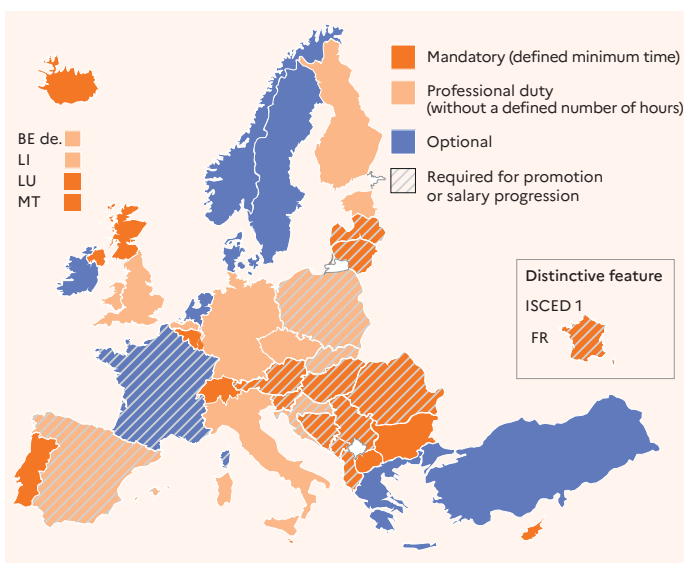 Mandatory (defined minimum time)
Professional duty
(without a defined number of hours)
Optional
Required for promotion
or salary progression
BE de.
LI
LU
MT
Distinctive feature
ISCED 1
FR